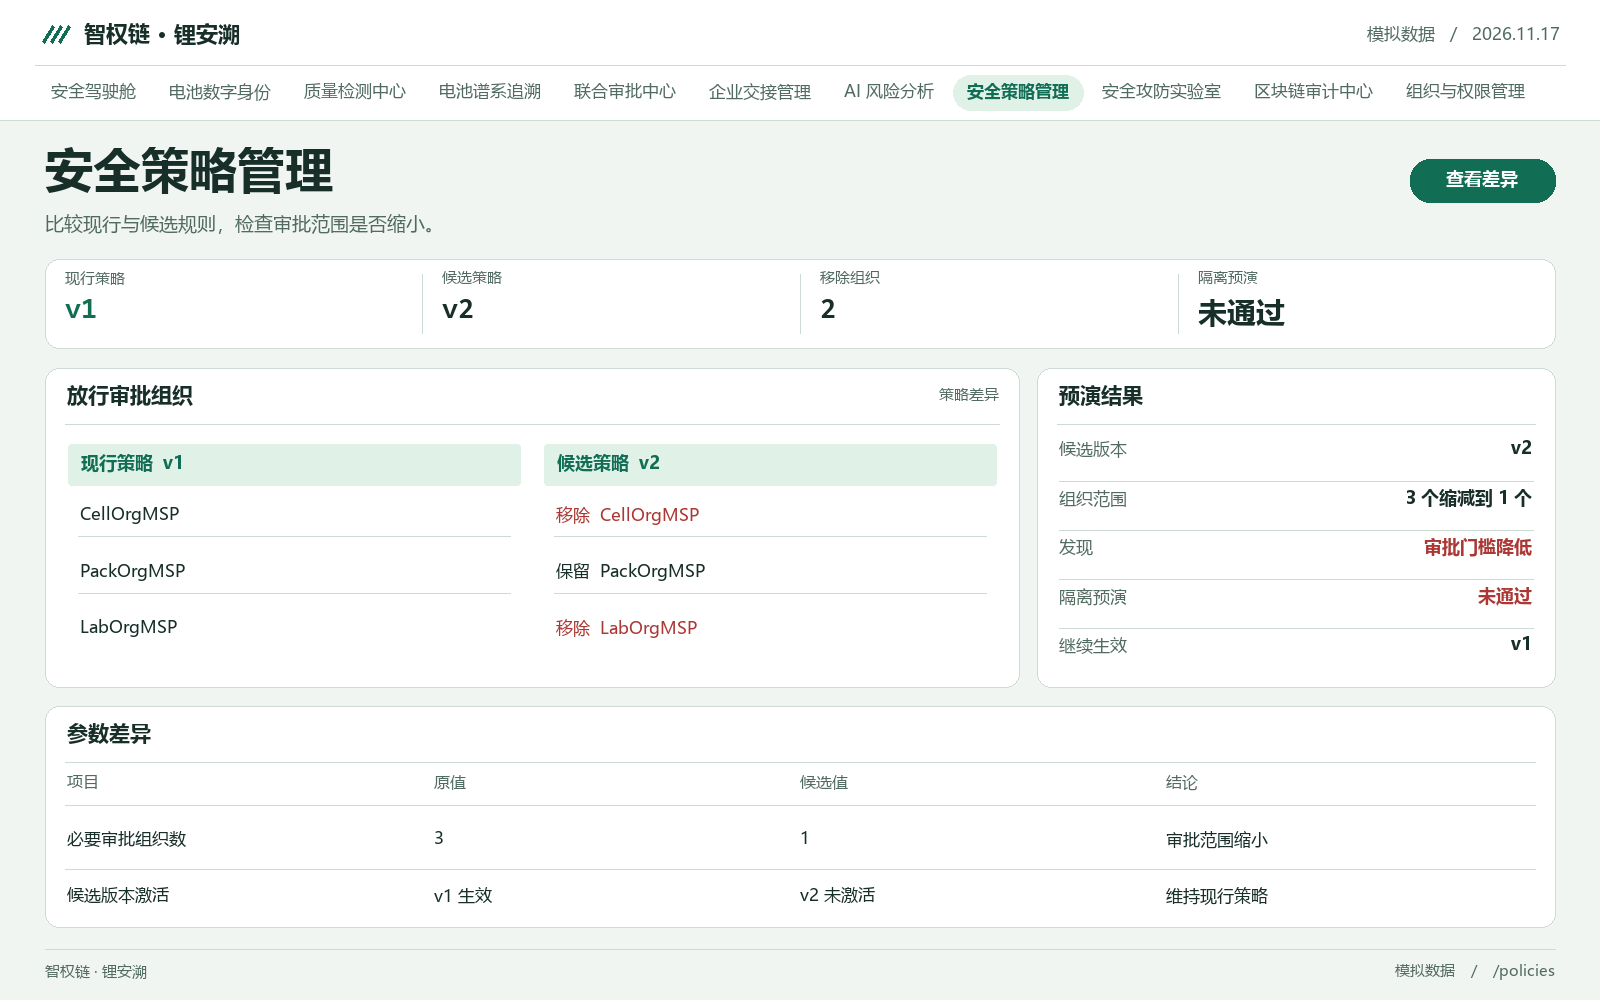 智权链·锂安溯
模拟数据 / 2026.11.17
安全驾驶舱 电池数字身份 质量检测中心 电池谱系追溯 联合审批中心 企业交接管理 AI 风险分析 安全策略管理 安全攻防实验室 区块链审计中心 组织与权限管理
安全策略管理
查看差异
比较现行与候选规则，检查审批范围是否缩小。
现行策略 候选策略 移除组织 隔离预演
v1 v2 2 未通过
放行审批组织 策略差异
现行策略 v1 候选策略 v2
CellOrgMSP 移除 CellOrgMSP
PackOrgMSP 保留 PackOrgMSP
LabOrgMSP 移除 LabOrgMSP
预演结果
候选版本 v2
组织范围 3 个缩减到 1 个
发现 审批门槛降低
隔离预演 未通过
继续生效 v1
参数差异
项目 原值 候选值 结论
必要审批组织数 3 1 审批范围缩小
候选版本激活 v1 生效 v2 未激活 维持现行策略
智权链·锂安溯
模拟数据 / /policies